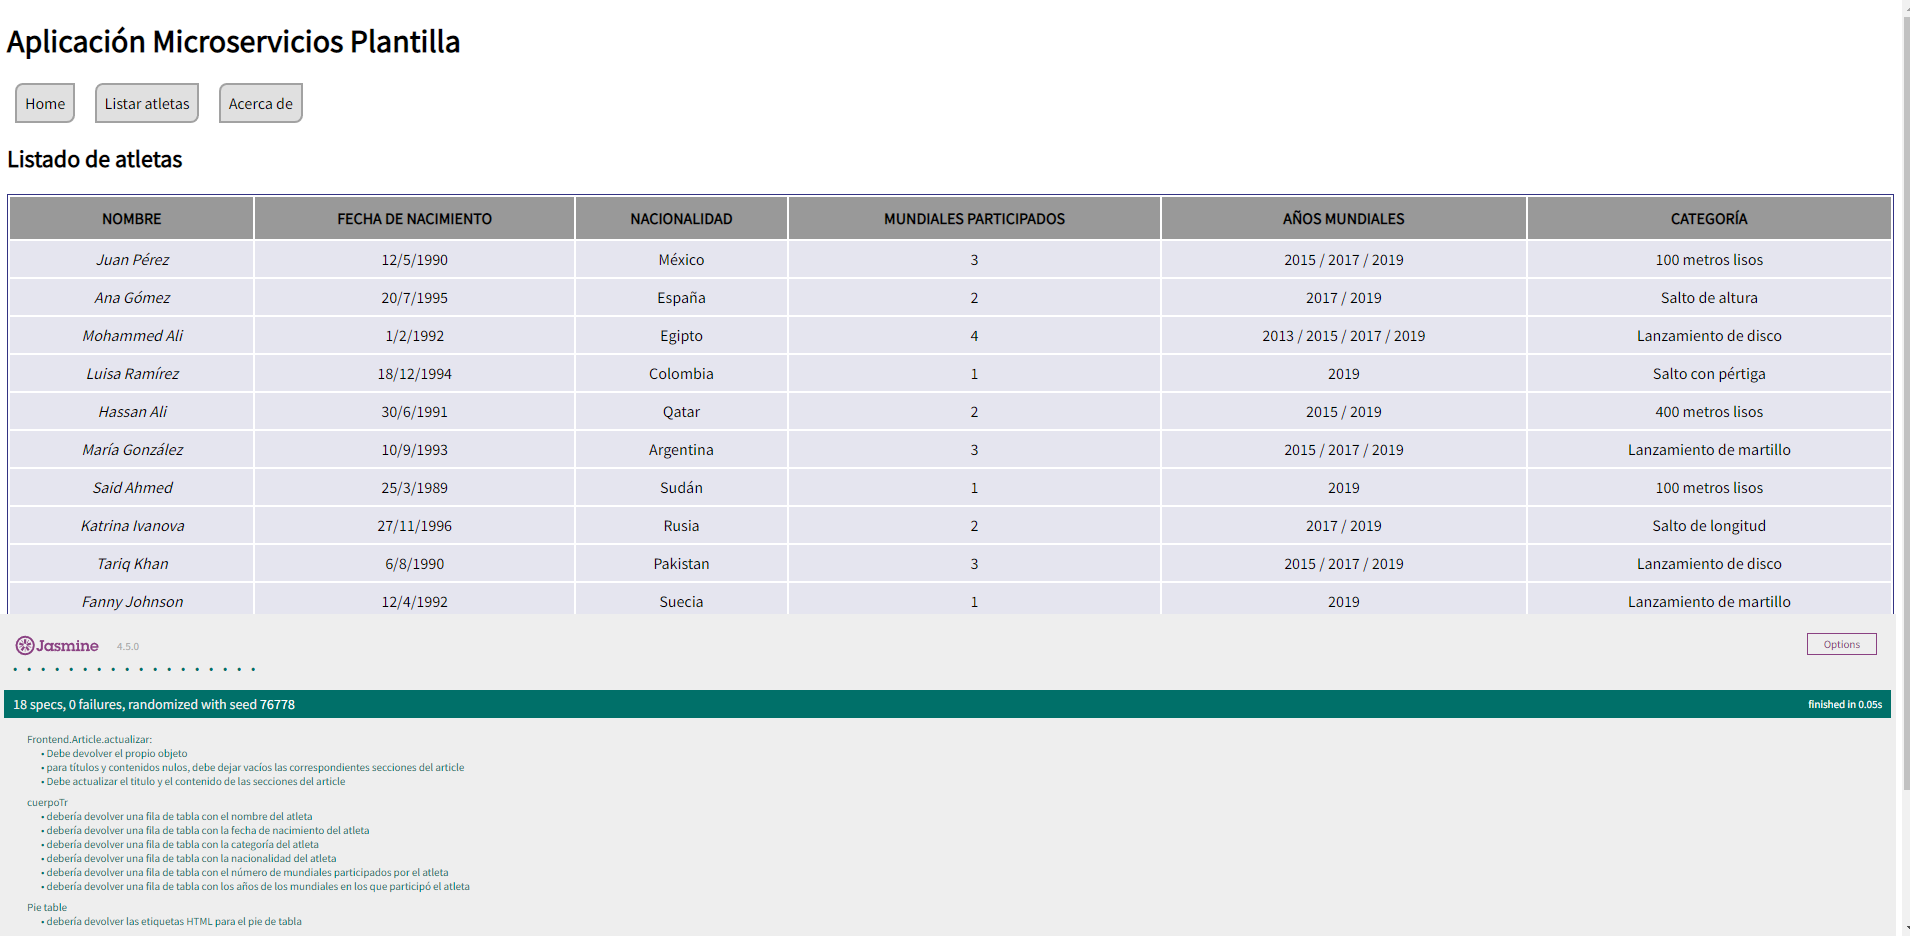 Aplicación Microservicios Plantilla
Home Listar atletas Acerca de
Listado de atletas
NOMBRE FECHA DE NACIMIENTO NACIONALIDAD MUNDIALES PARTICIPADOS AÑOS MUNDIALES CATEGORÍA
Juan Pérez 12/5/1990 México 3 2015 / 2017 / 2019 100 metros lisos
Ana Gómez 20/7/1995 España 2 2017 / 2019 Salto de altura
Mohammed Ali 1/2/1992 Egipto 4 2013 / 2015 / 2017 / 2019 Lanzamiento de disco
Luisa Ramírez 18/12/1994 Colombia 1 2019 Salto con pértiga
Hassan Ali 30/6/1991 Qatar 2 2015 / 2019 400 metros lisos
María González 10/9/1993 Argentina 3 2015 / 2017 / 2019 Lanzamiento de martillo
Said Ahmed 25/3/1989 Sudán 1 2019 100 metros lisos
Katrina Ivanova 27/11/1996 Rusia 2 2017 / 2019 Salto de longitud
Tariq Khan 6/8/1990 Pakistan 3 2015 / 2017 / 2019 Lanzamiento de disco
Fanny Johnson 12/4/1992 Suecia 1 2019 Lanzamiento de martillo
Jasmine 4.5.0 Options
18 specs, 0 failures, randomized with seed 76778 finished in 0.05s
Frontend.Article.actualizar:
• Debe devolver el propio objeto
• para títulos y contenidos nulos, debe dejar vacíos las correspondientes secciones del article
• Debe actualizar el titulo y el contenido de las secciones del article
cuerpoTr
• debería devolver una fila de tabla con el nombre del atleta
• debería devolver una fila de tabla con la fecha de nacimiento del atleta
• debería devolver una fila de tabla con la categoría del atleta
• debería devolver una fila de tabla con la nacionalidad del atleta
• debería devolver una fila de tabla con el número de mundiales participados por el atleta
• debería devolver una fila de tabla con los años de los mundiales en los que participó el atleta
Pie table
• debería devolver las etiquetas HTML para el pie de tabla